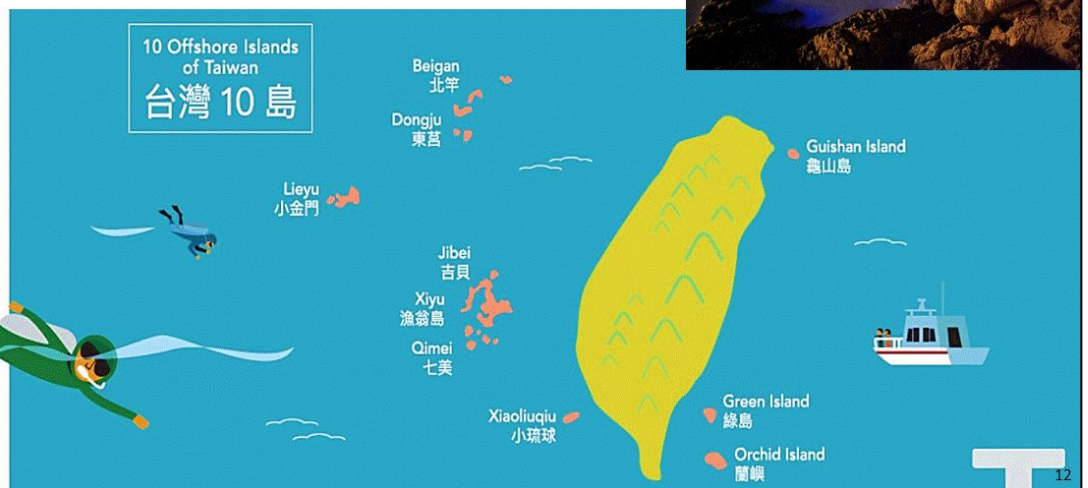 10 Offshore Islands
of Taiwan
台灣 10 島
Beigan
北竿
Dongju
東莒
Guishan Island
龜山島
Lieyu
小金門
Jibei
吉貝
Xiyu
漁翁島
Qimei
七美
Xiaoliuqiu
小琉球
Green Island
綠島
Orchid Island
蘭嶼
T
12